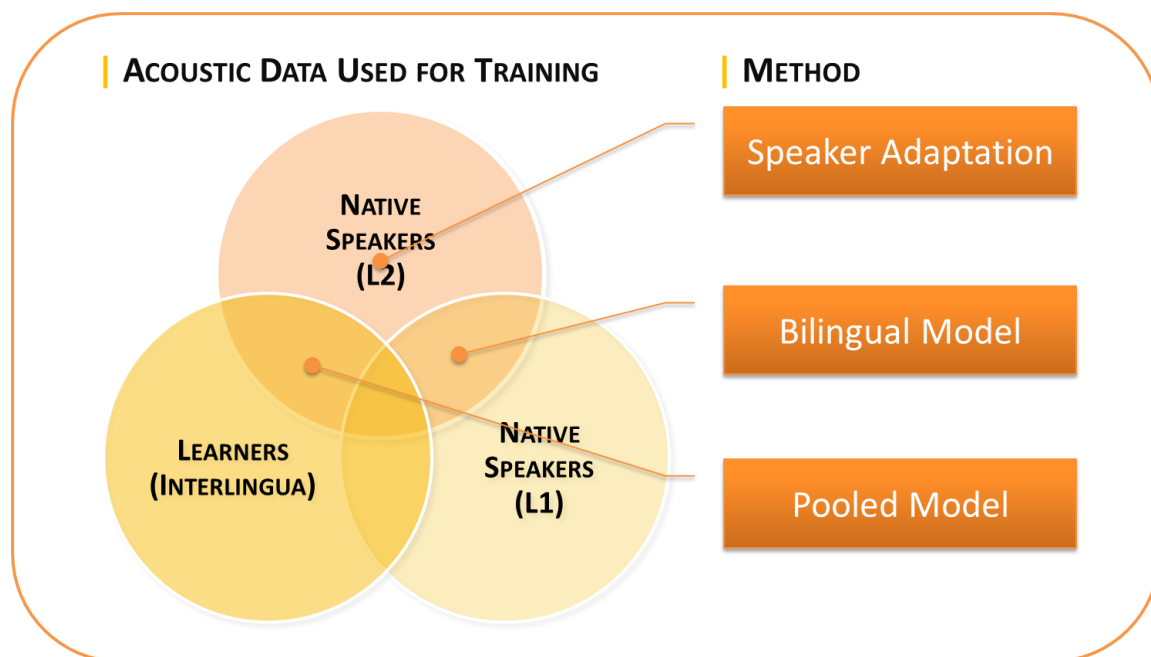 Acoustic Data Used for Training
Method
Native
Speakers
(L2)
Learners
(Interlingua)
Native
Speakers
(L1)
Speaker Adaptation
Bilingual Model
Pooled Model